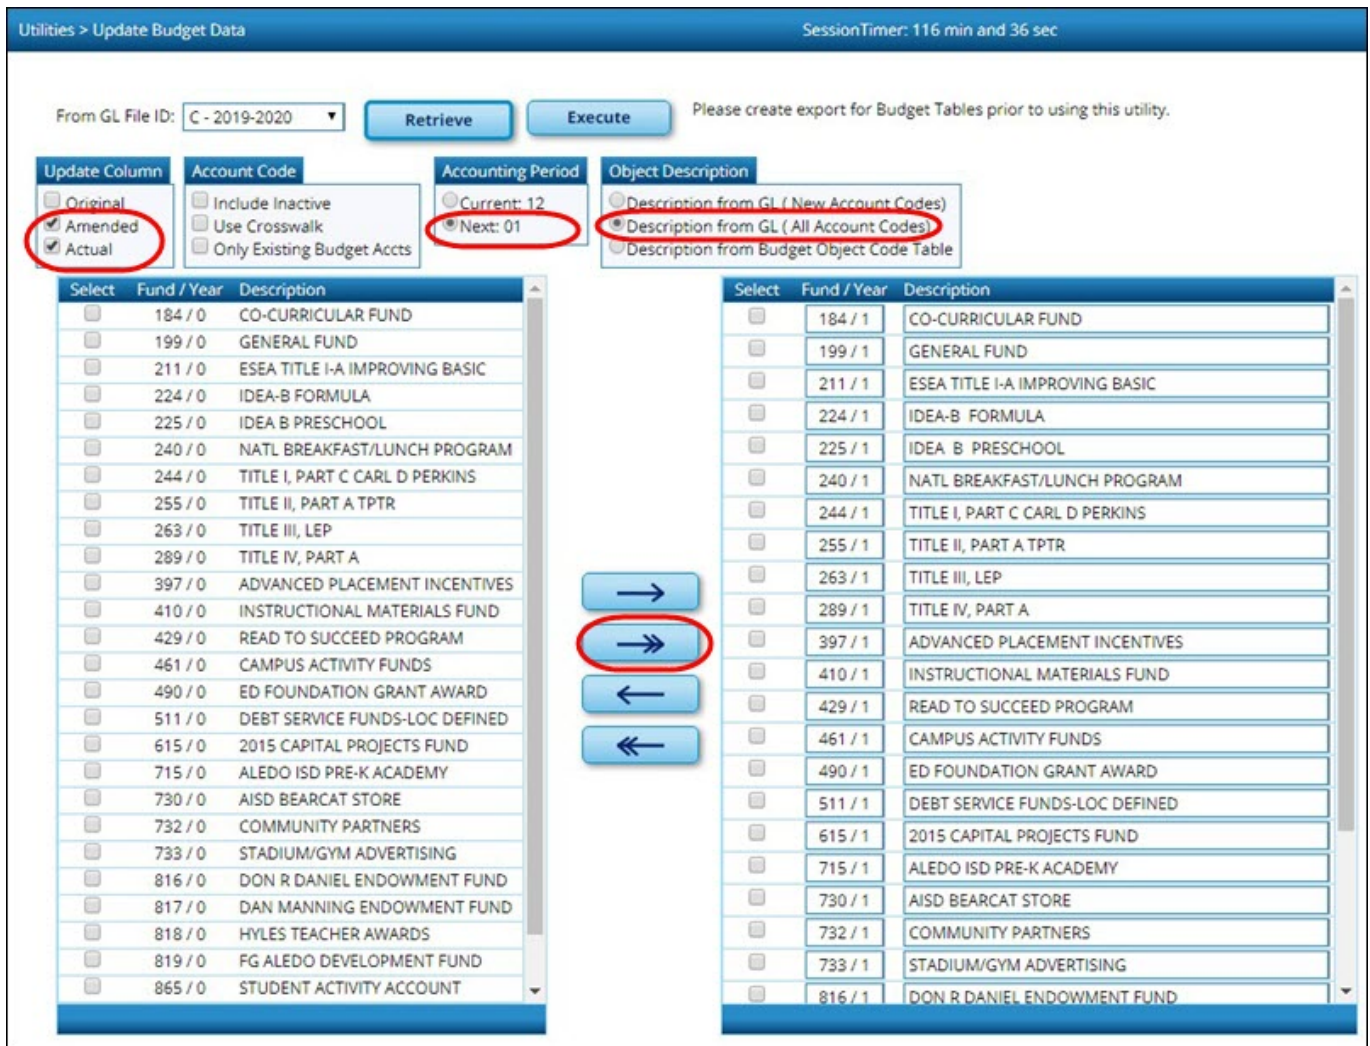 Utilities > Update Budget Data SessionTimer: 116 min and 36 sec
From GL File ID: C - 2019-2020 Retrieve Execute Please create export for Budget Tables prior to using this utility.
Update Column Account Code Accounting Period Object Description
Original Include Inactive Current: 12 Description from GL ( New Account Codes)
Amended Use Crosswalk Next: 01 Description from GL ( All Account Codes)
Actual Only Existing Budget Accts Description from Budget Object Code Table
Select Fund / Year Description
184 / 0 CO-CURRICULAR FUND
199 / 0 GENERAL FUND
211 / 0 ESEA TITLE I-A IMPROVING BASIC
224 / 0 IDEA-B FORMULA
225 / 0 IDEA B PRESCHOOL
240 / 0 NATL BREAKFAST/LUNCH PROGRAM
244 / 0 TITLE I, PART C CARL D PERKINS
255 / 0 TITLE II, PART A TPTR
263 / 0 TITLE III, LEP
289 / 0 TITLE IV, PART A
397 / 0 ADVANCED PLACEMENT INCENTIVES
410 / 0 INSTRUCTIONAL MATERIALS FUND
429 / 0 READ TO SUCCEED PROGRAM
461 / 0 CAMPUS ACTIVITY FUNDS
490 / 0 ED FOUNDATION GRANT AWARD
511 / 0 DEBT SERVICE FUNDS-LOC DEFINED
615 / 0 2015 CAPITAL PROJECTS FUND
715 / 0 ALEDO ISD PRE-K ACADEMY
730 / 0 AISD BEARCAT STORE
732 / 0 COMMUNITY PARTNERS
733 / 0 STADIUM/GYM ADVERTISING
816 / 0 DON R DANIEL ENDOWMENT FUND
817 / 0 DAN MANNING ENDOWMENT FUND
818 / 0 HYLES TEACHER AWARDS
819 / 0 FG ALEDO DEVELOPMENT FUND
865 / 0 STUDENT ACTIVITY ACCOUNT
Select Fund / Year Description
184 / 1 CO-CURRICULAR FUND
199 / 1 GENERAL FUND
211 / 1 ESEA TITLE I-A IMPROVING BASIC
224 / 1 IDEA-B FORMULA
225 / 1 IDEA B PRESCHOOL
240 / 1 NATL BREAKFAST/LUNCH PROGRAM
244 / 1 TITLE I, PART C CARL D PERKINS
255 / 1 TITLE II, PART A TPTR
263 / 1 TITLE III, LEP
289 / 1 TITLE IV, PART A
397 / 1 ADVANCED PLACEMENT INCENTIVES
410 / 1 INSTRUCTIONAL MATERIALS FUND
429 / 1 READ TO SUCCEED PROGRAM
461 / 1 CAMPUS ACTIVITY FUNDS
490 / 1 ED FOUNDATION GRANT AWARD
511 / 1 DEBT SERVICE FUNDS-LOC DEFINED
615 / 1 2015 CAPITAL PROJECTS FUND
715 / 1 ALEDO ISD PRE-K ACADEMY
730 / 1 AISD BEARCAT STORE
732 / 1 COMMUNITY PARTNERS
733 / 1 STADIUM/GYM ADVERTISING
816 / 1 DON R DANIEL ENDOWMENT FUND